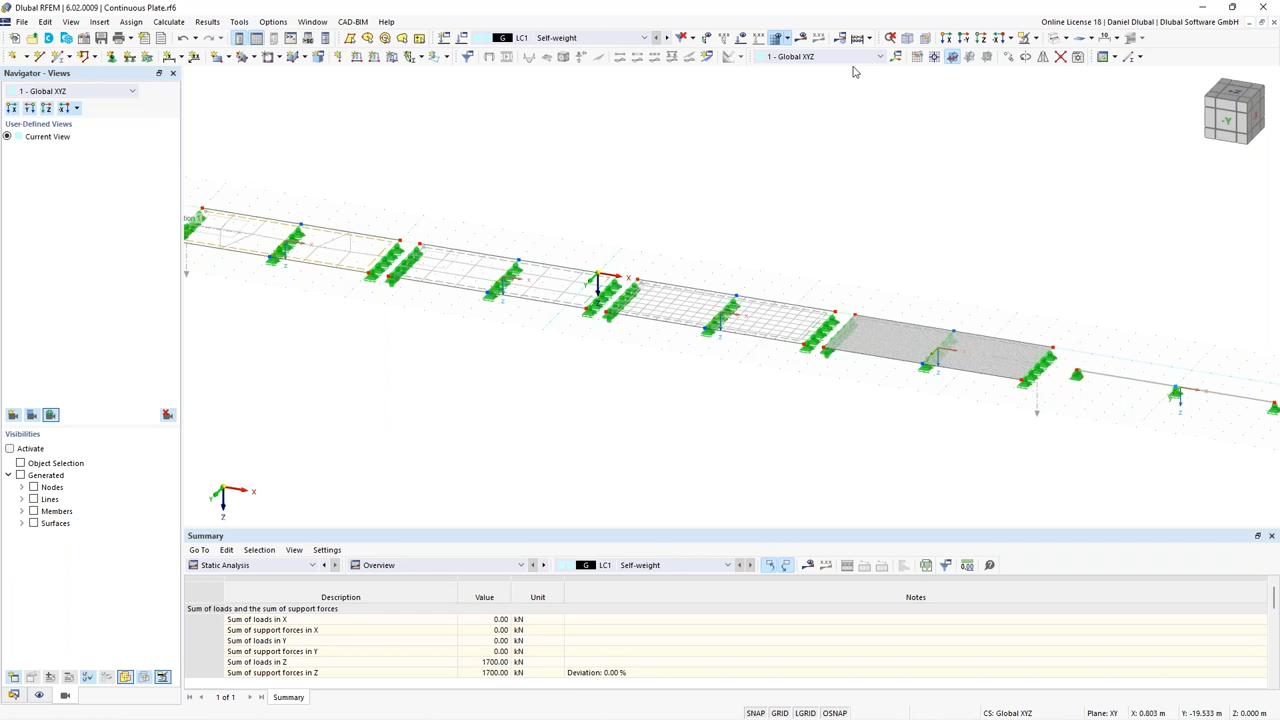 Dlubal RFEM | 6.02.0009 | Continuous Plate.rf6
File Edit View Insert Assign Calculate Results Tools Options Window CAD-BIM Help
Online License 18 | Daniel Dlubal | Dlubal Software GmbH
G LC1 Self-weight
1 - Global XYZ
Navigator - Views
1 - Global XYZ
User-Defined Views
Current View
Visibilities
Activate
Object Selection
Generated
Nodes
Lines
Members
Surfaces
-Y
X
Y
Z
Summary
Go To Edit Selection View Settings
Static Analysis Overview G LC1 Self-weight
Description Value Unit Notes
Sum of loads and the sum of support forces
Sum of loads in X 0.00 kN
Sum of support forces in X 0.00 kN
Sum of loads in Y 0.00 kN
Sum of support forces in Y 0.00 kN
Sum of loads in Z 1700.00 kN
Sum of support forces in Z 1700.00 kN Deviation: 0.00 %
1 of 1 Summary
SNAP GRID LGRID OSNAP CS: Global XYZ Plane: XY X: 0.803 m Y: -19.533 m Z: 0.000 m